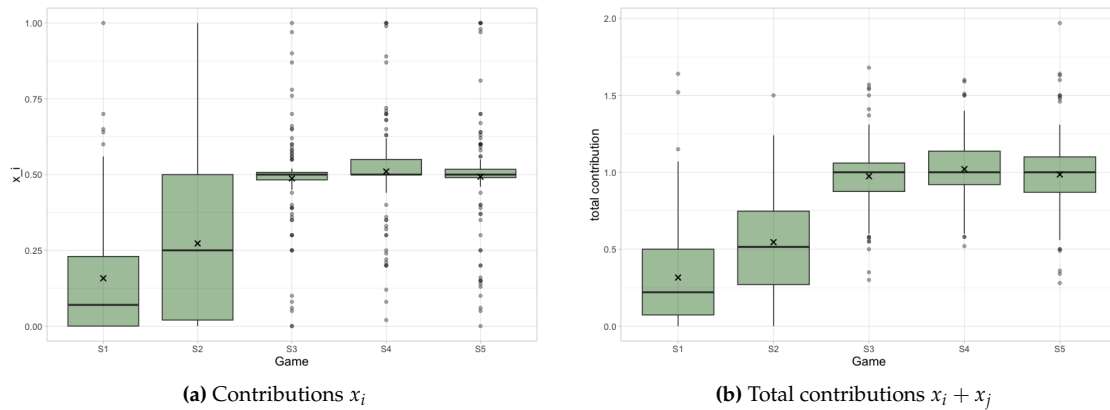 1.00
0.75
0.50
0.25
0.00
x_i
S1 S2 S3 S4 S5
Game
(a) Contributions x_i
2.0
1.5
1.0
0.5
0.0
total contribution
S1 S2 S3 S4 S5
Game
(b) Total contributions x_i + x_j